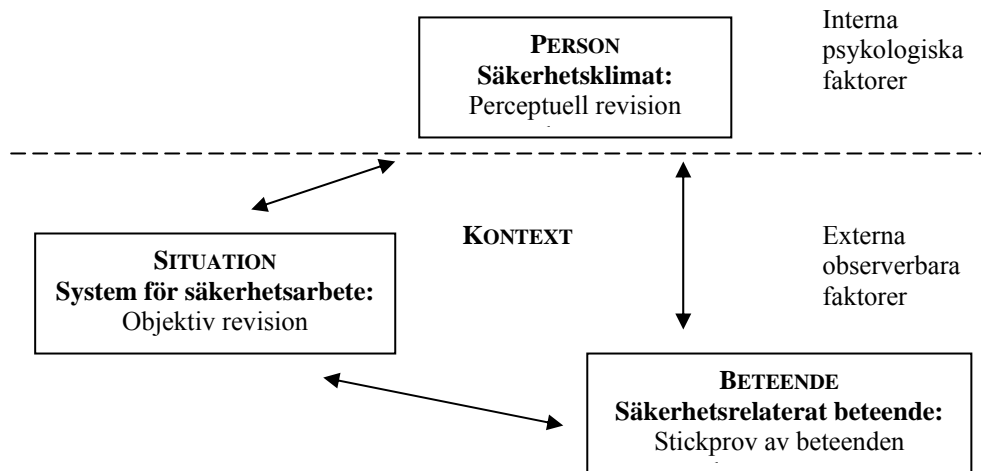 PERSON
Säkerhetsklimat:
Perceptuell revision
Interna
psykologiska
faktorer
KONTEXT
SITUATION
System för säkerhetsarbete:
Objektiv revision
Externa
observerbara
faktorer
BETEENDE
Säkerhetsrelaterat beteende:
Stickprov av beteenden